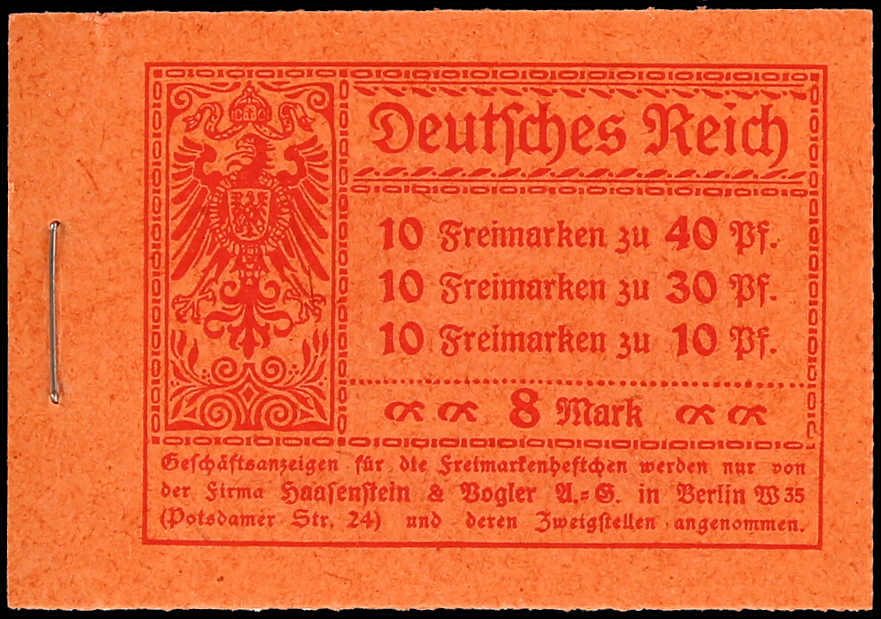 Deutsches Reich
10 Freimarken zu 40 Pf.
10 Freimarken zu 30 Pf.
10 Freimarken zu 10 Pf.
8 Mark
Geschäftsanzeigen für die Freimarkenheftchen werden nur von
der Firma Haasenstein & Vogler A.=G. in Berlin W 35
(Potsdamer Str. 24) und deren Zweigstellen angenommen.